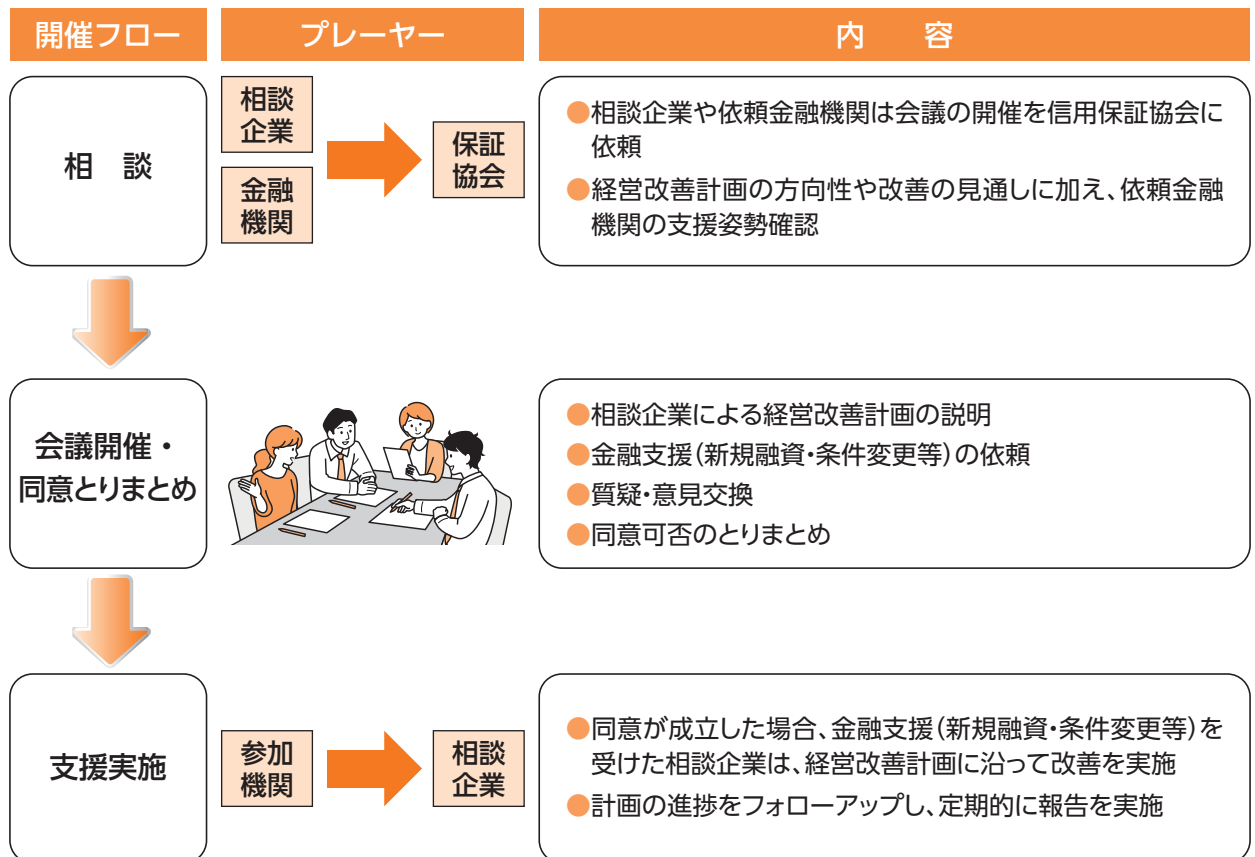 開催フロー
プレーヤー
内　容
相　談
相談
企業
金融
機関
保証
協会
●相談企業や依頼金融機関は会議の開催を信用保証協会に
依頼
●経営改善計画の方向性や改善の見通しに加え、依頼金融
機関の支援姿勢確認
会議開催・
同意とりまとめ
●相談企業による経営改善計画の説明
●金融支援(新規融資・条件変更等)の依頼
●質疑・意見交換
●同意可否のとりまとめ
支援実施
参加
機関
相談
企業
●同意が成立した場合、金融支援(新規融資・条件変更等)を
受けた相談企業は、経営改善計画に沿って改善を実施
●計画の進捗をフォローアップし、定期的に報告を実施